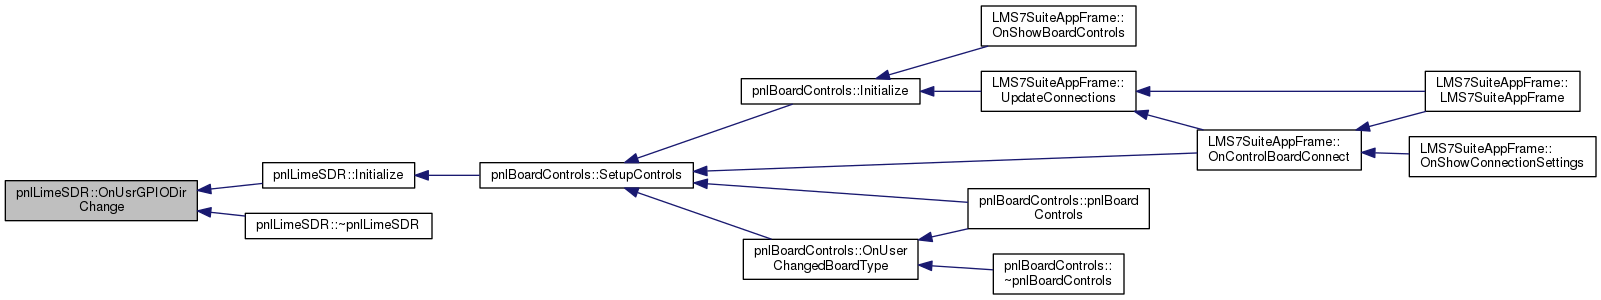 LMS7SuiteAppFrame::
OnShowBoardControls
pnlBoardControls::Initialize
LMS7SuiteAppFrame::
UpdateConnections
LMS7SuiteAppFrame::
LMS7SuiteAppFrame
LMS7SuiteAppFrame::
OnControlBoardConnect
LMS7SuiteAppFrame::
OnShowConnectionSettings
pnlLimeSDR::OnUsrGPIODir
Change
pnlLimeSDR::Initialize
pnlBoardControls::SetupControls
pnlLimeSDR::~pnlLimeSDR
pnlBoardControls::pnlBoard
Controls
pnlBoardControls::OnUser
ChangedBoardType
pnlBoardControls::
~pnlBoardControls